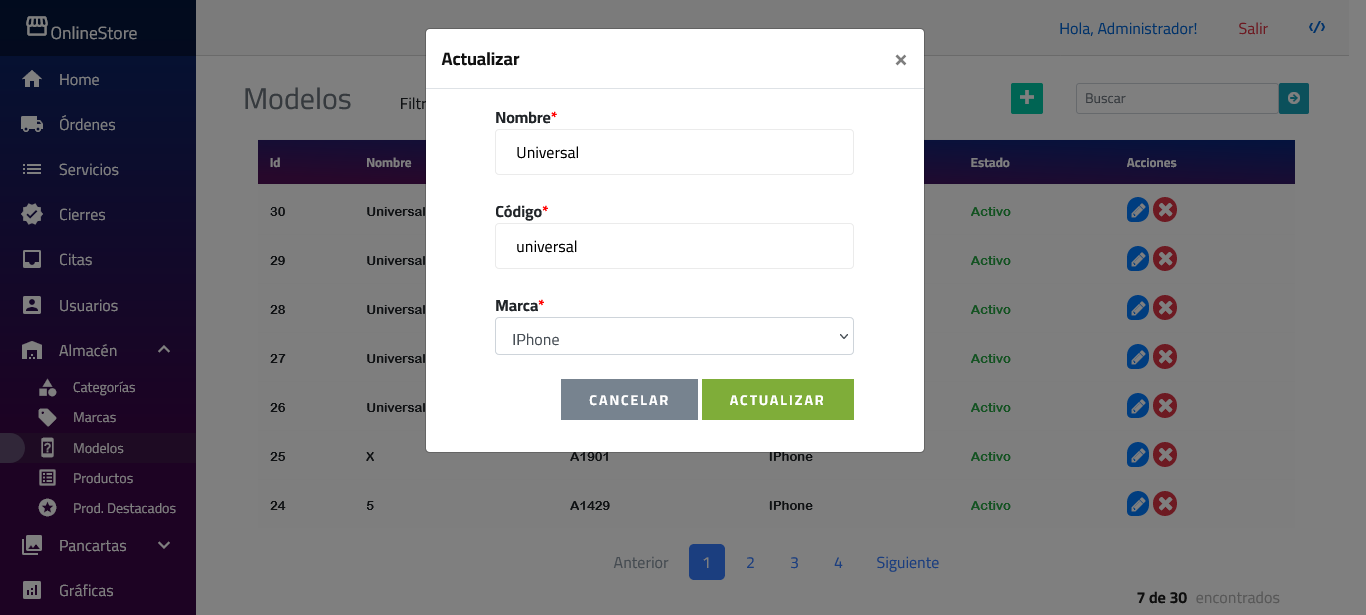 OnlineStore
Home
Órdenes
Servicios
Cierres
Citas
Usuarios
Almacén
Categorías
Marcas
Modelos
Productos
Prod. Destacados
Pancartas
Gráficas
Hola, Administrador! Salir
Modelos Filtr Buscar
Id Nombre Estado Acciones
30 Universal Activo
29 Universal Activo
28 Universal Activo
27 Universal Activo
26 Universal Activo
25 X A1901 IPhone Activo
24 5 A1429 IPhone Activo
Anterior 1 2 3 4 Siguiente
7 de 30 encontrados
Actualizar ×
Nombre*
Universal
Código*
universal
Marca*
IPhone
CANCELAR ACTUALIZAR